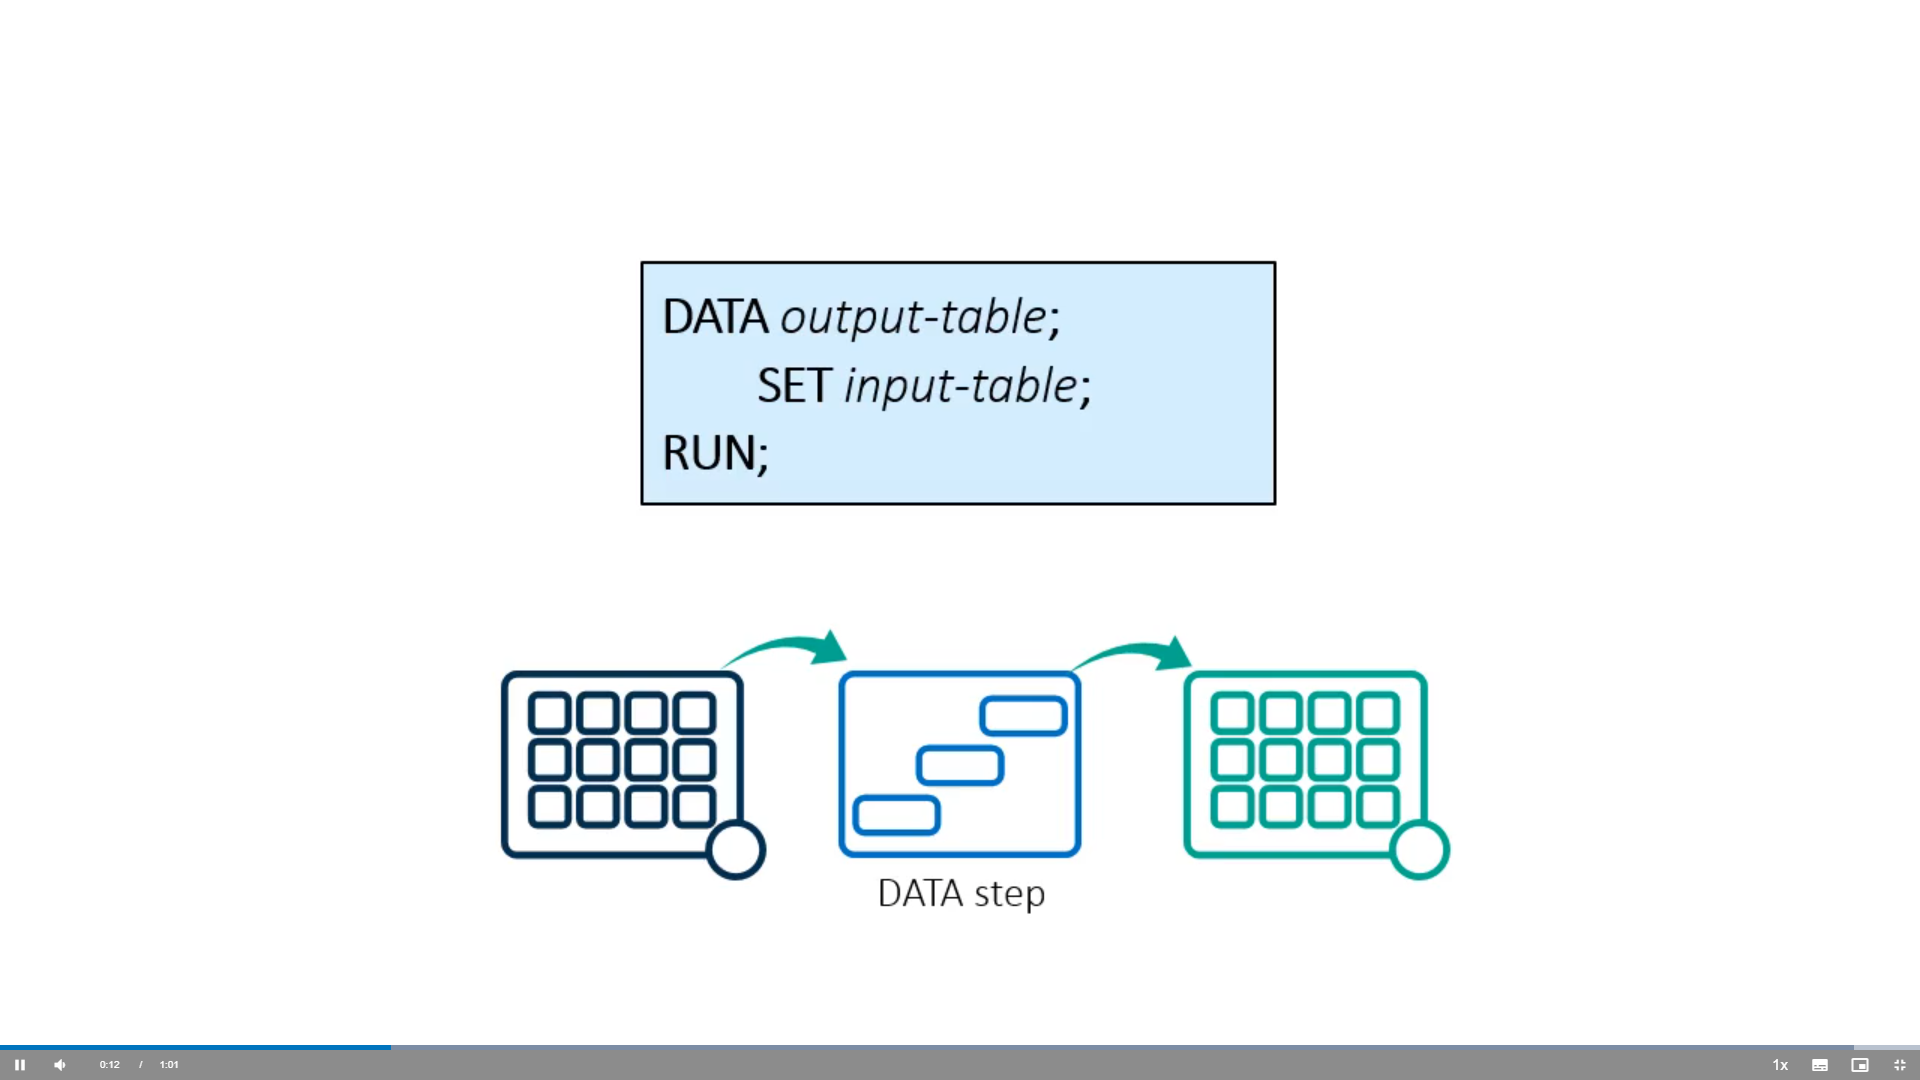 DATA output-table;
SET input-table;
RUN;
DATA step
0:12 / 1:01
1x